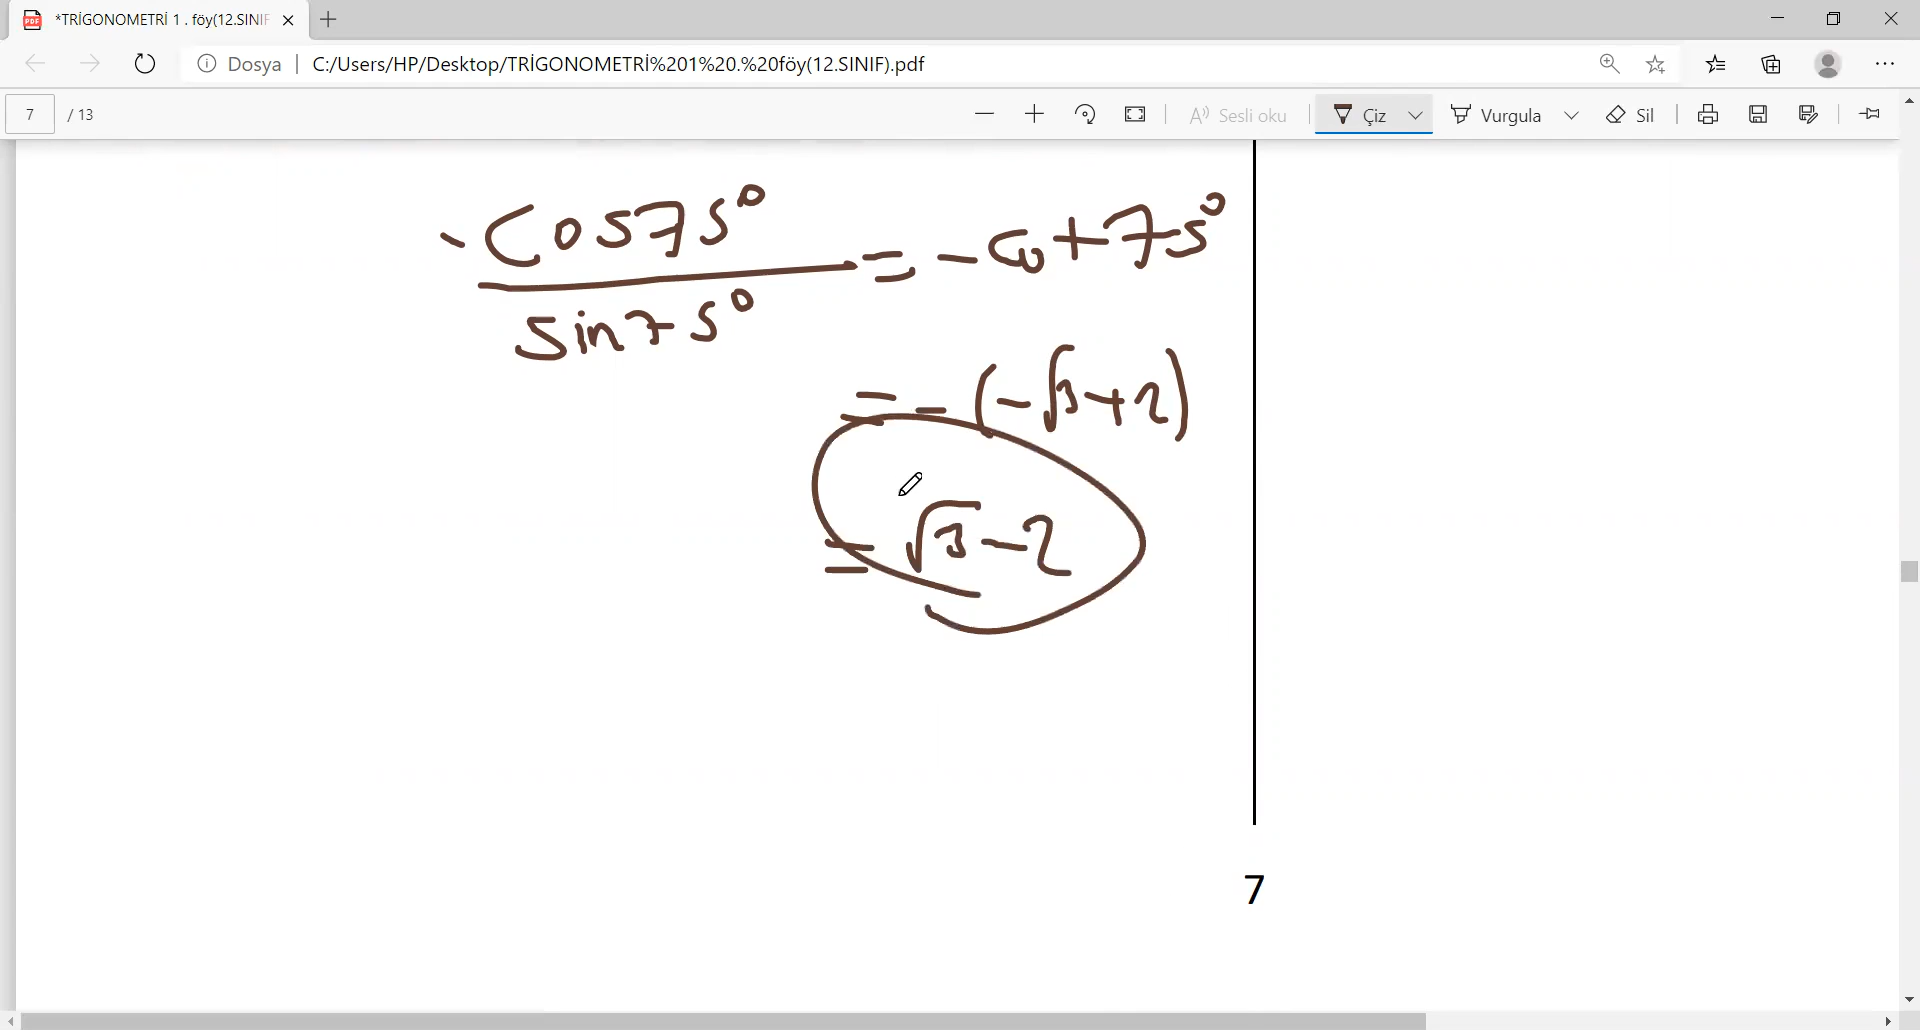 *TRİGONOMETRİ 1 . föy(12.SINIF
Dosya | C:/Users/HP/Desktop/TRİGONOMETRİ%201%20.%20föy(12.SINIF).pdf
7 / 13 Sesli oku Çiz Vurgula Sil
- cos75° = - cot75°
sin75°
= - (-√3+2)
= √3-2
7